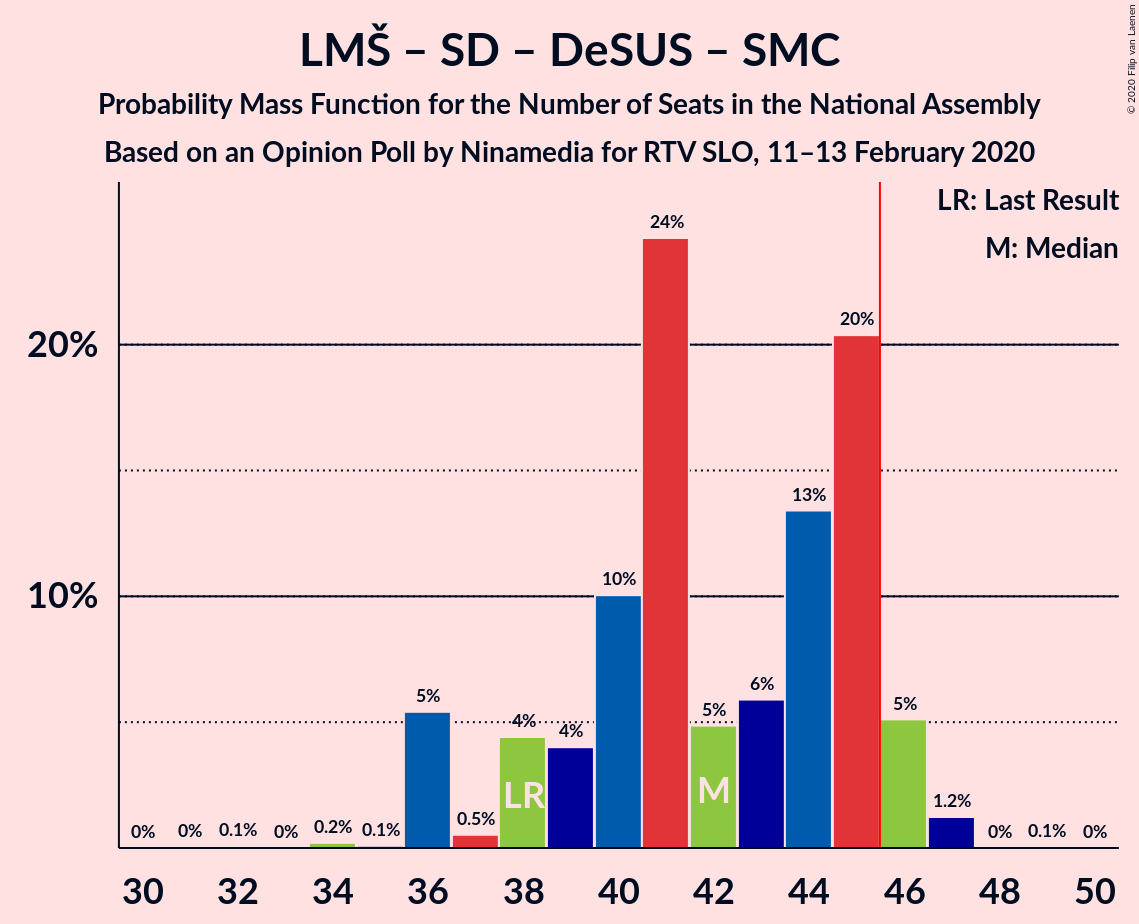 LMŠ – SD – DeSUS – SMC
Probability Mass Function for the Number of Seats in the National Assembly
Based on an Opinion Poll by Ninamedia for RTV SLO, 11–13 February 2020
© 2020 Filip van Laenen
LR: Last Result
M: Median
20%
10%
0%
0%
0.1%
0%
0.2%
0.1%
5%
0.5%
4%
4%
10%
24%
5%
6%
13%
20%
5%
1.2%
0%
0.1%
0%
LR
M
30 32 34 36 38 40 42 44 46 48 50